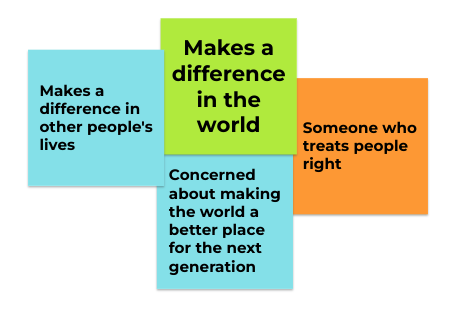 Makes a
difference
in the
world
Makes a
difference in
other people's
lives
Someone who
treats people
right
Concerned
about making
the world a
better place
for the next
generation